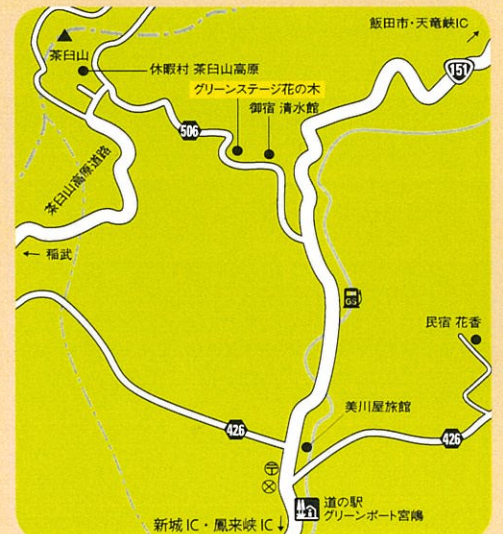 飯田市・天竜峡IC
151
茶臼山
休暇村 茶臼山高原
グリーンステージ花の木
御宿 清水館
506
茶臼山高原道路
← 稲武
GS
民宿 花香
美川屋旅館
426
426
〒
道の駅
グリーンポート宮嶋
新城IC・鳳来峡IC↓